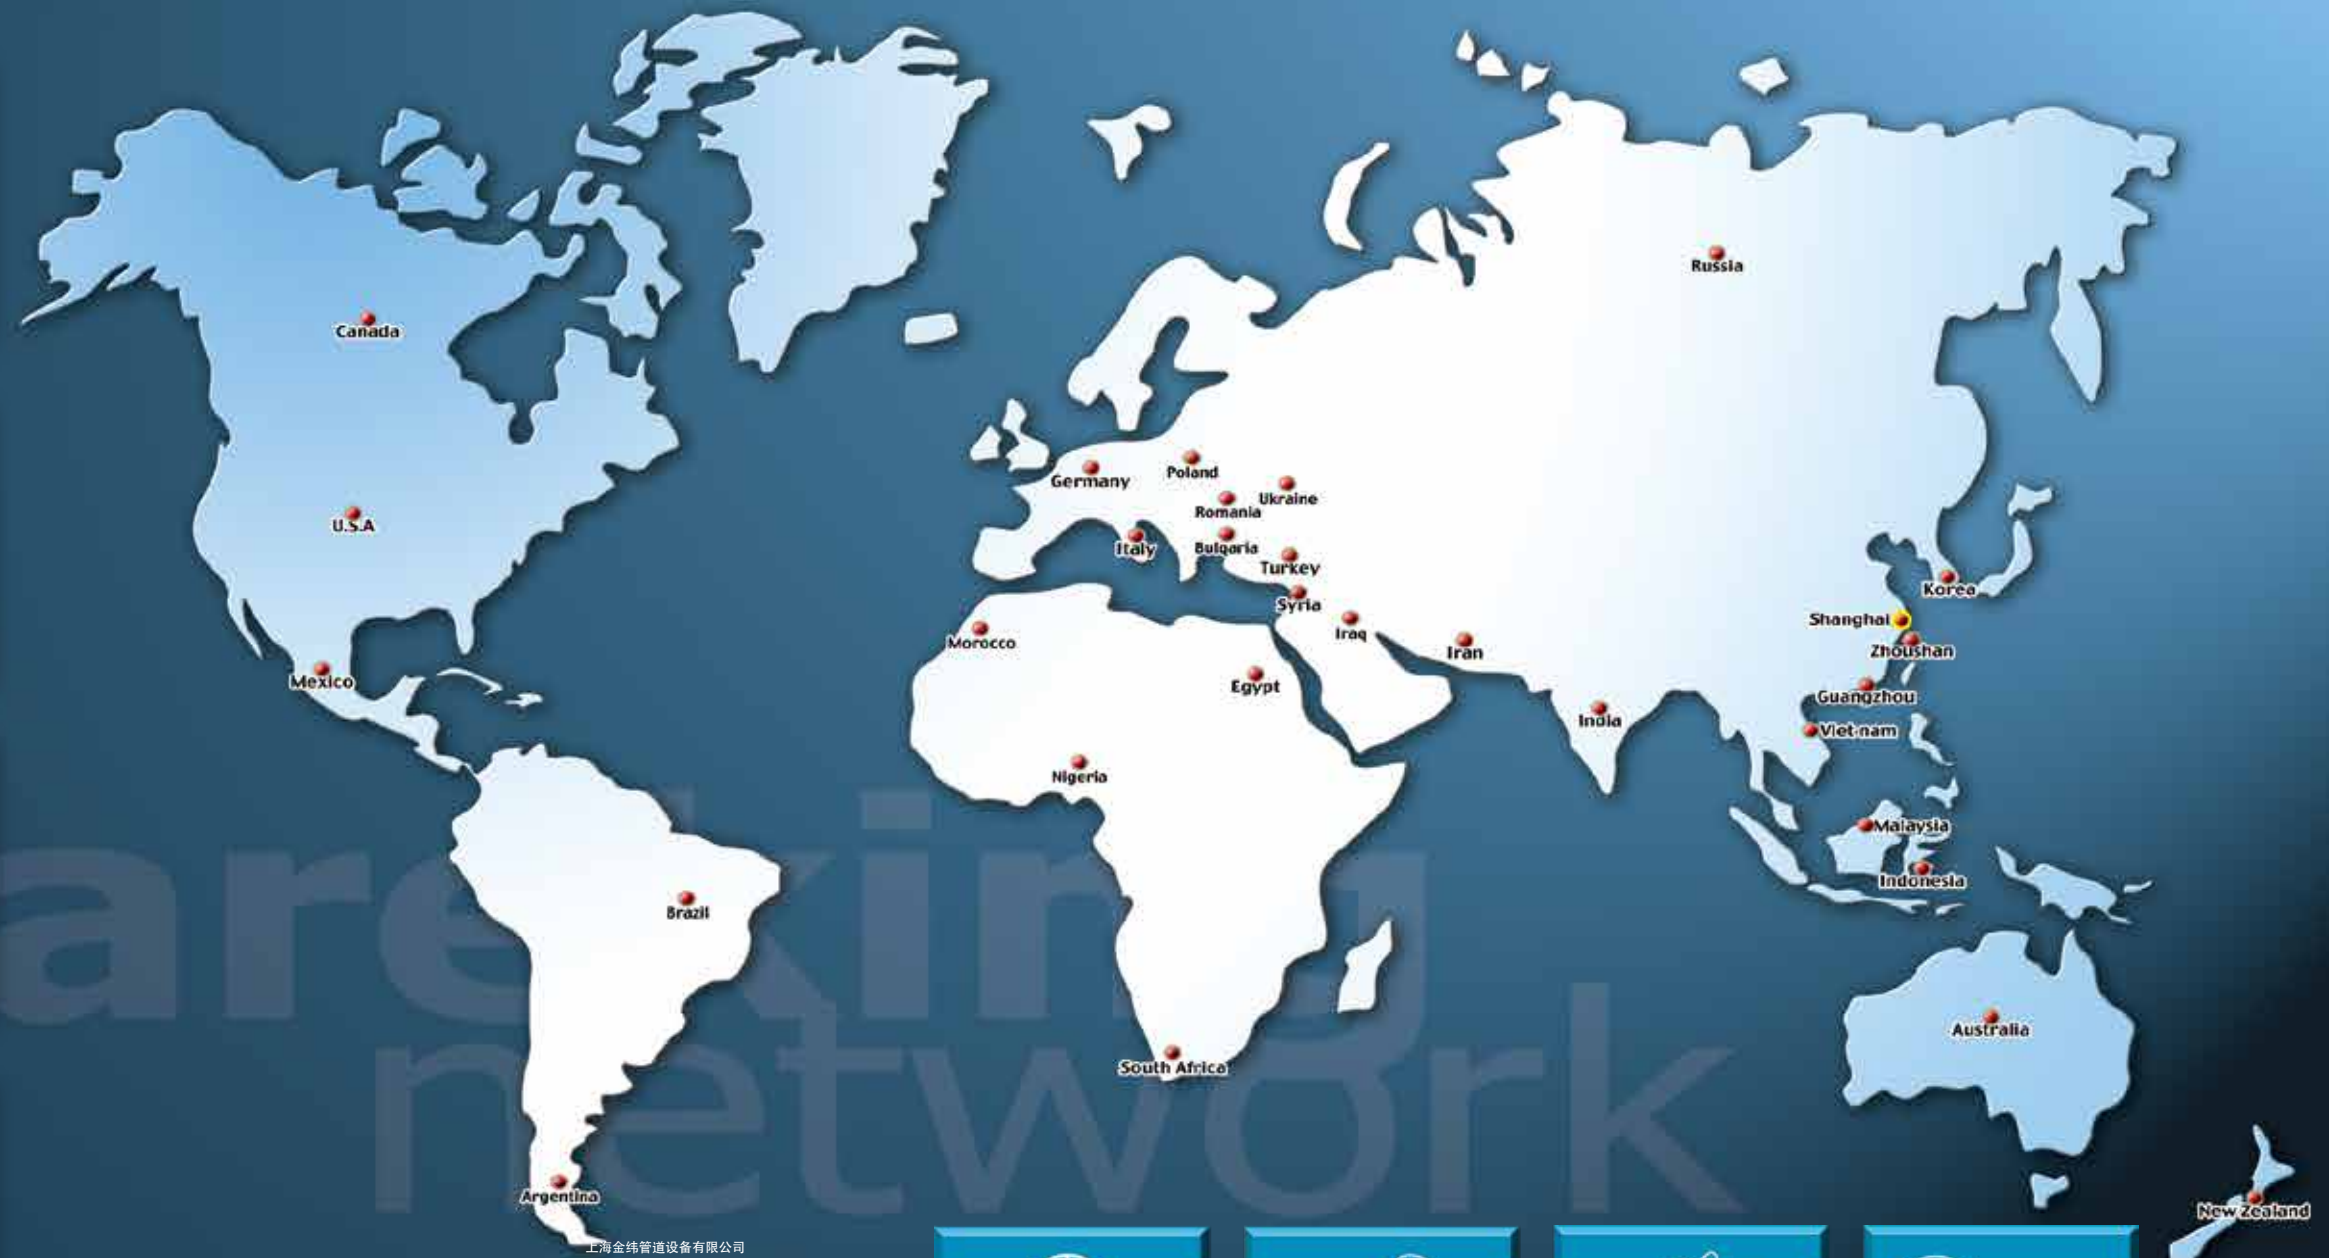 Russia
Canada
Germany
Poland
Ukraine
Romania
U.S.A
Italy
Bulgaria
Turkey
Syria
Korea
Shanghai
Morocco
Iraq
Iran
Zhoushan
Mexico
Egypt
Guangzhou
India
Viet-nam
Nigeria
Malaysia
Indonesia
Brazil
king
are
network
Australia
South Africa
Argentina
New Zealand
上海金纬管道设备有限公司